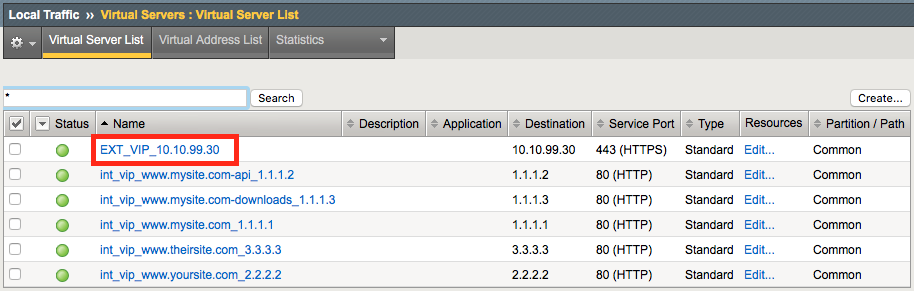 Local Traffic ›› Virtual Servers : Virtual Server List
Virtual Server List Virtual Address List Statistics
* Search Create...
Status Name Description Application Destination Service Port Type Resources Partition / Path
EXT_VIP_10.10.99.30 10.10.99.30 443 (HTTPS) Standard Edit... Common
int_vip_www.mysite.com-api_1.1.1.2 1.1.1.2 80 (HTTP) Standard Edit... Common
int_vip_www.mysite.com-downloads_1.1.1.3 1.1.1.3 80 (HTTP) Standard Edit... Common
int_vip_www.mysite.com_1.1.1.1 1.1.1.1 80 (HTTP) Standard Edit... Common
int_vip_www.theirsite.com_3.3.3.3 3.3.3.3 80 (HTTP) Standard Edit... Common
int_vip_www.yoursite.com_2.2.2.2 2.2.2.2 80 (HTTP) Standard Edit... Common